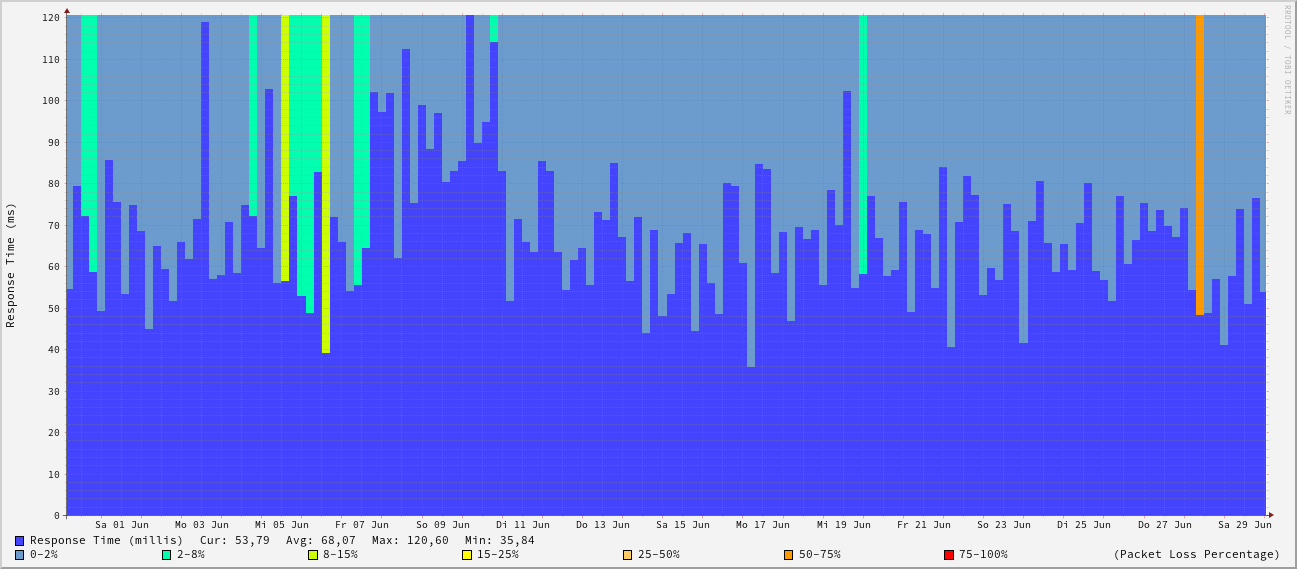 RRDTOOL / TOBI OETIKER
Response Time (ms)
120
110
100
90
80
70
60
50
40
30
20
10
0
Sa 01 Jun Mo 03 Jun Mi 05 Jun Fr 07 Jun So 09 Jun Di 11 Jun Do 13 Jun Sa 15 Jun Mo 17 Jun Mi 19 Jun Fr 21 Jun So 23 Jun Di 25 Jun Do 27 Jun Sa 29 Jun
Response Time (millis) Cur: 53,79 Avg: 68,07 Max: 120,60 Min: 35,84
0-2% 2-8% 8-15% 15-25% 25-50% 50-75% 75-100% (Packet Loss Percentage)